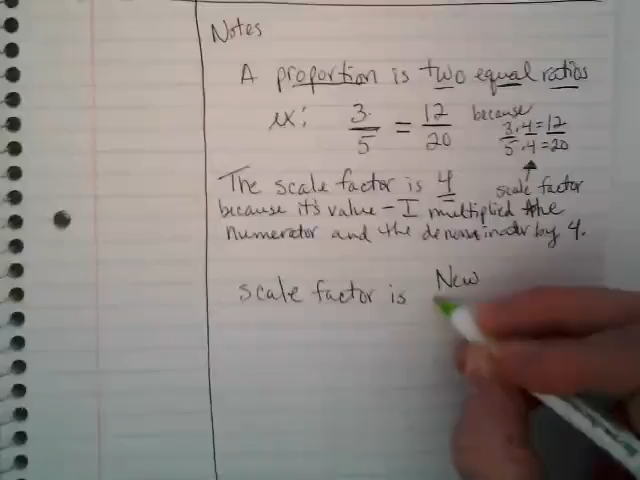 Notes
A proportion is two equal ratios
ex: 3/5 = 12/20 because 3·4=12
5·4=20
The scale factor is 4 scale factor
because it's value - I multiplied the
numerator and the denominator by 4.
scale factor is New